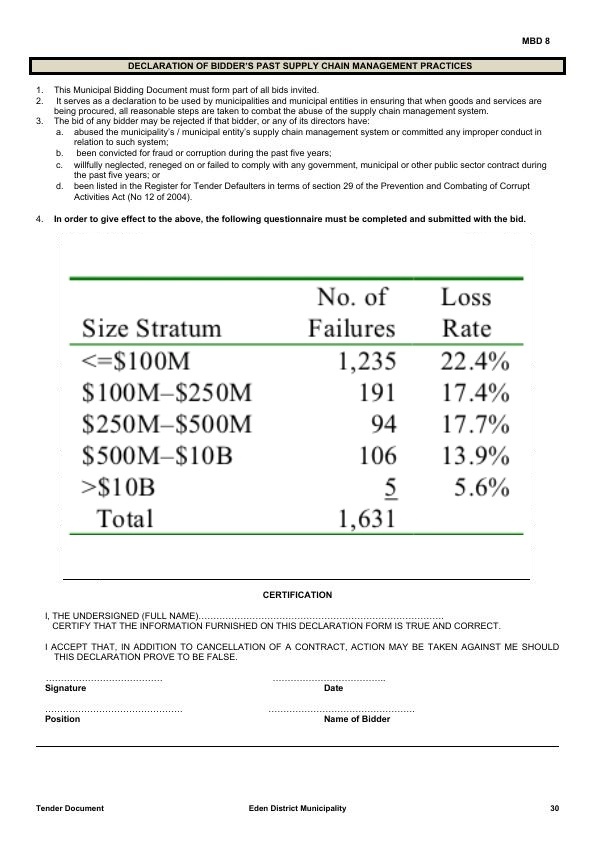 MBD 8
DECLARATION OF BIDDER'S PAST SUPPLY CHAIN MANAGEMENT PRACTICES
1. This Municipal Bidding Document must form part of all bids invited.
2. It serves as a declaration to be used by municipalities and municipal entities in ensuring that when goods and services are
being procured, all reasonable steps are taken to combat the abuse of the supply chain management system.
3. The bid of any bidder may be rejected if that bidder, or any of its directors have:
a. abused the municipality's / municipal entity's supply chain management system or committed any improper conduct in
relation to such system;
b. been convicted for fraud or corruption during the past five years;
c. willfully neglected, reneged on or failed to comply with any government, municipal or other public sector contract during
the past five years; or
d. been listed in the Register for Tender Defaulters in terms of section 29 of the Prevention and Combating of Corrupt
Activities Act (No 12 of 2004).
4. In order to give effect to the above, the following questionnaire must be completed and submitted with the bid.
No. of Loss
Size Stratum Failures Rate
<=$100M 1,235 22.4%
$100M–$250M 191 17.4%
$250M–$500M 94 17.7%
$500M–$10B 106 13.9%
>$10B 5 5.6%
Total 1,631
CERTIFICATION
I, THE UNDERSIGNED (FULL NAME)……………………………………………………………………….
CERTIFY THAT THE INFORMATION FURNISHED ON THIS DECLARATION FORM IS TRUE AND CORRECT.
I ACCEPT THAT, IN ADDITION TO CANCELLATION OF A CONTRACT, ACTION MAY BE TAKEN AGAINST ME SHOULD
THIS DECLARATION PROVE TO BE FALSE.
………………………………… ………………………………..
Signature Date
………………………………………. ………………………………………….
Position Name of Bidder
Tender Document Eden District Municipality 30